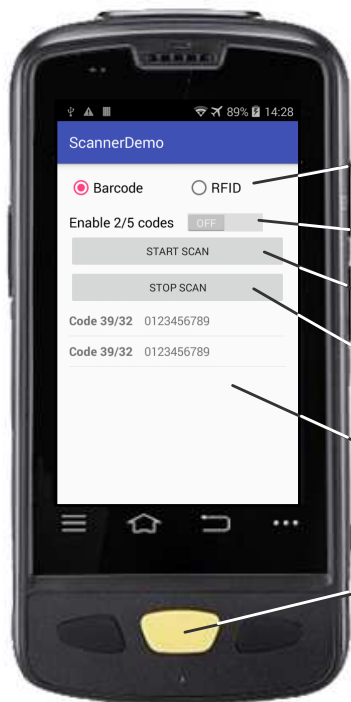 89% 14:28
ScannerDemo
Barcode RFID
Enable 2/5 codes OFF
START SCAN
STOP SCAN
Code 39/32 0123456789
Code 39/32 0123456789